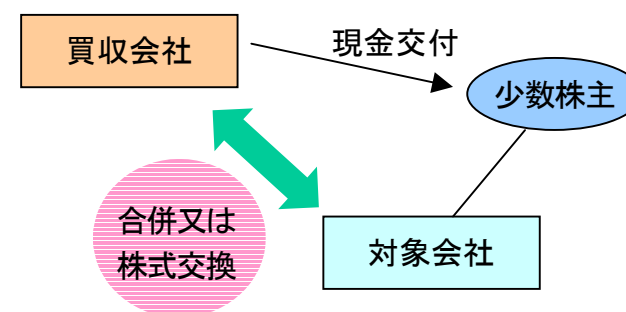 買収会社
現金交付
少数株主
合併又は
株式交換
対象会社